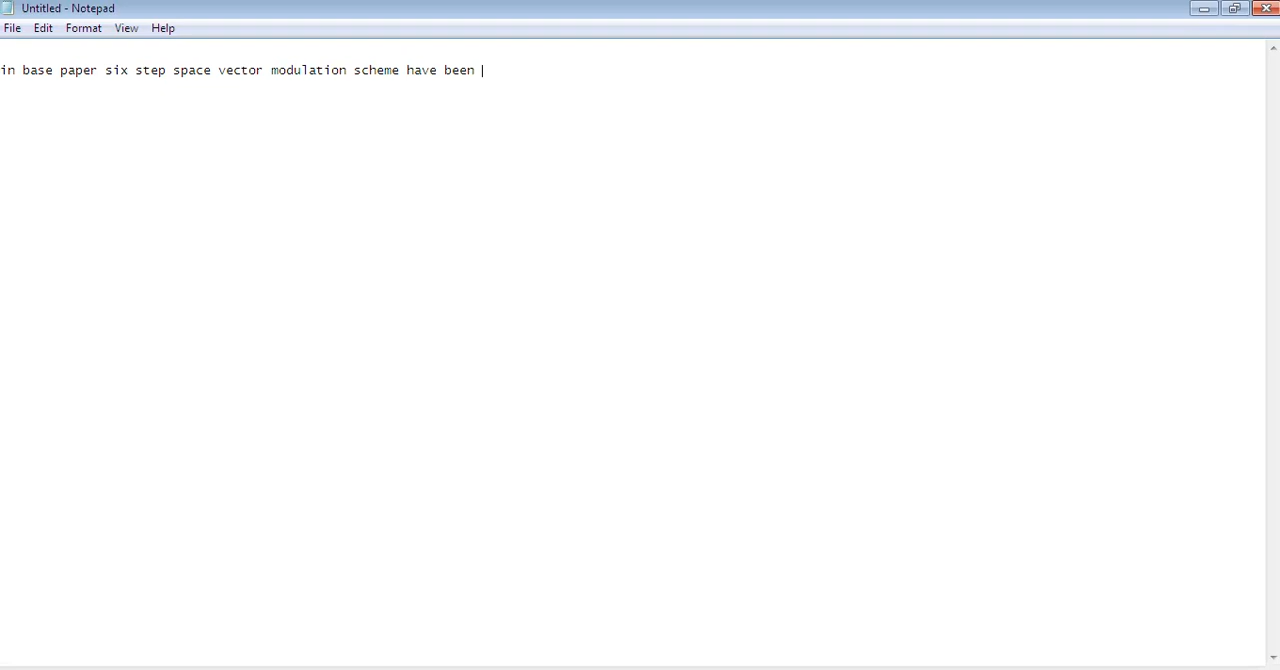 Untitled - Notepad
File Edit Format View Help
in base paper six step space vector modulation scheme have been